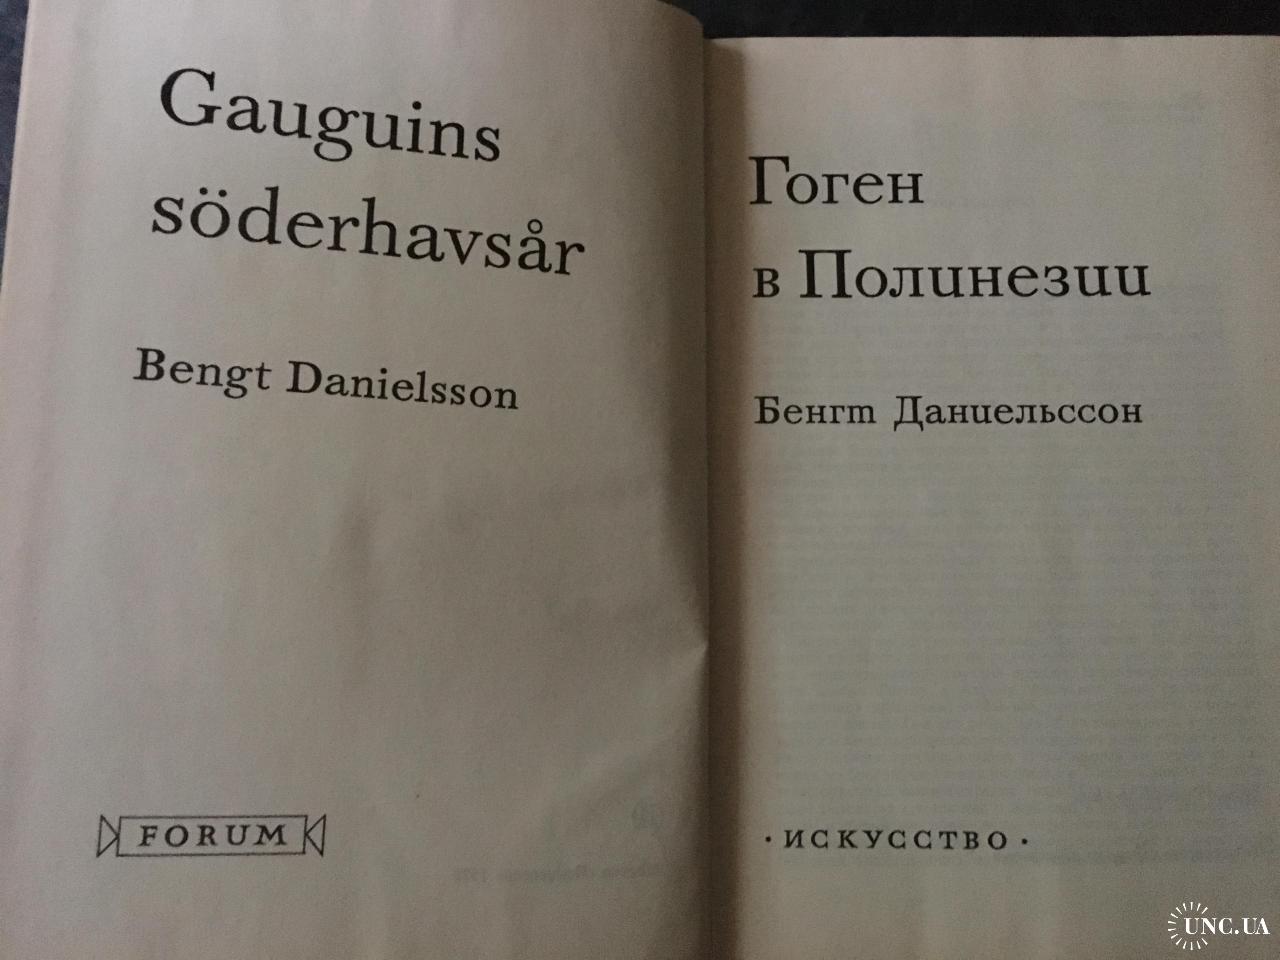 Gauguins
söderhavsår
Bengt Danielsson
FORUM
Гоген
в Полинезии
Бенгт Даниельссон
· ИСКУССТВО ·
UNC.UA